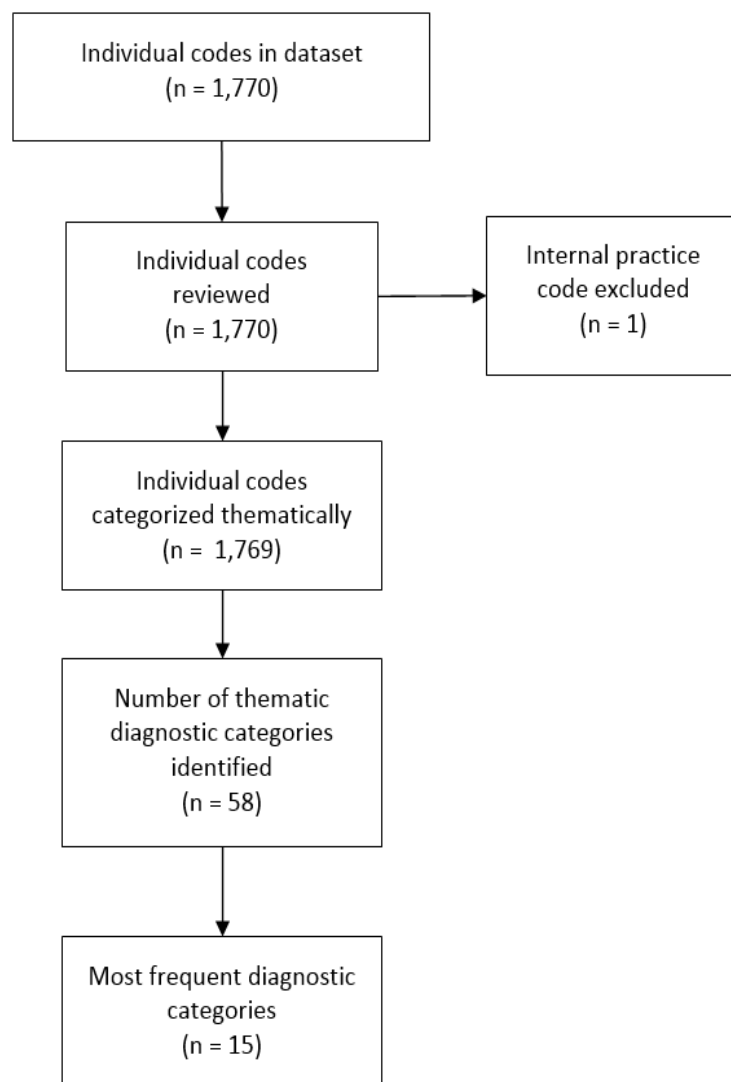 Individual codes in dataset
(n = 1,770)
Individual codes
reviewed
(n = 1,770)
Internal practice
code excluded
(n = 1)
Individual codes
categorized thematically
(n =  1,769)
Number of thematic
diagnostic categories
identified
(n = 58)
Most frequent diagnostic
categories
(n = 15)